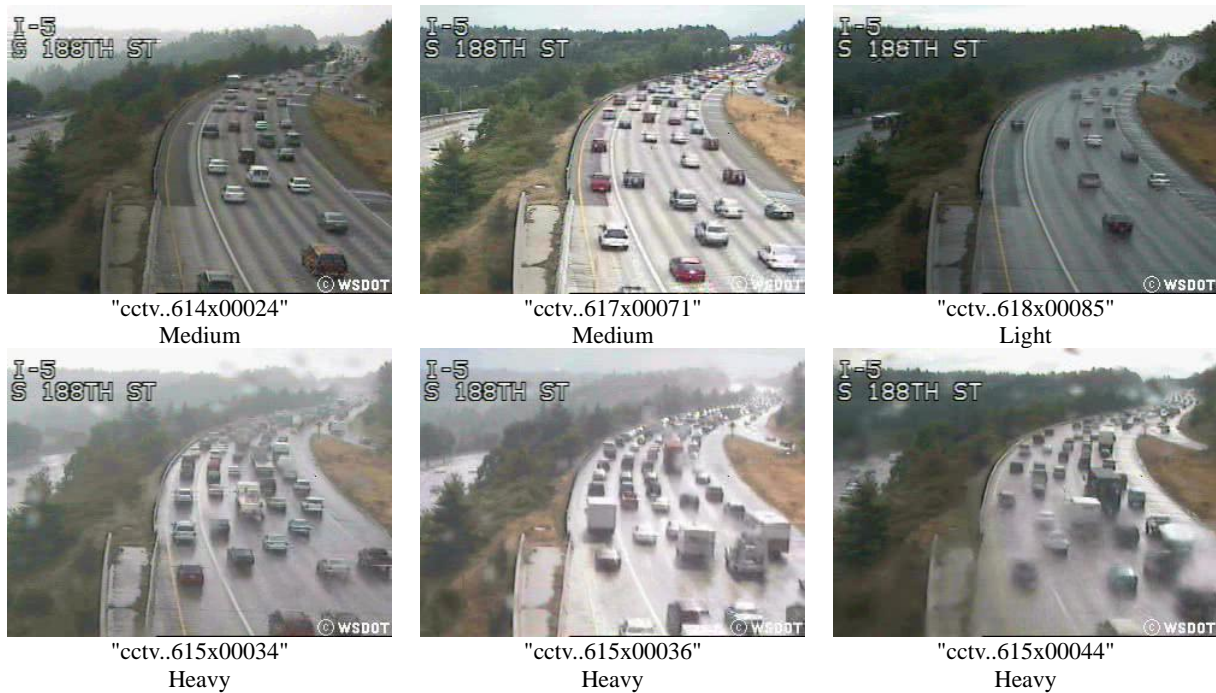 I-5
S 188TH ST
© WSDOT
"cctv..614x00024"
Medium
I-5
S 188TH ST
© WSDOT
"cctv..617x00071"
Medium
I-5
S 188TH ST
© WSDOT
"cctv..618x00085"
Light
I-5
S 188TH ST
© WSDOT
"cctv..615x00034"
Heavy
I-5
S 188TH ST
© WSDOT
"cctv..615x00036"
Heavy
I-5
S 188TH ST
© WSDOT
"cctv..615x00044"
Heavy